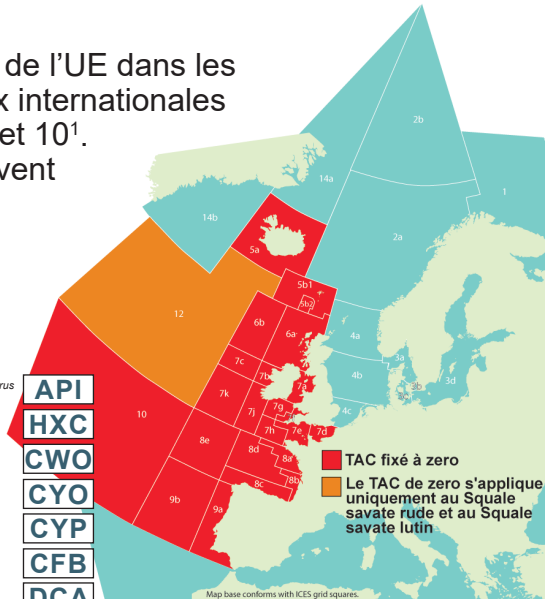 de l'UE dans les
x internationales
et 10¹.
vent
2b
1
14a
14b
2a
5a
5b1
5b2
12
6b
6a
4a
3a
3b
3c
3d
4b
4c
7c
7b
7a
7k
7j
7g
7h
7e
7d
10
8e
8d
8a
8b
8c
9b
9a
rus
API
HXC
CWO
CYO
CYP
CFB
DCA
TAC fixé à zero
Le TAC de zero s'applique
uniquement au Squale
savate rude et au Squale
savate lutin
Map base conforms with ICES grid squares.